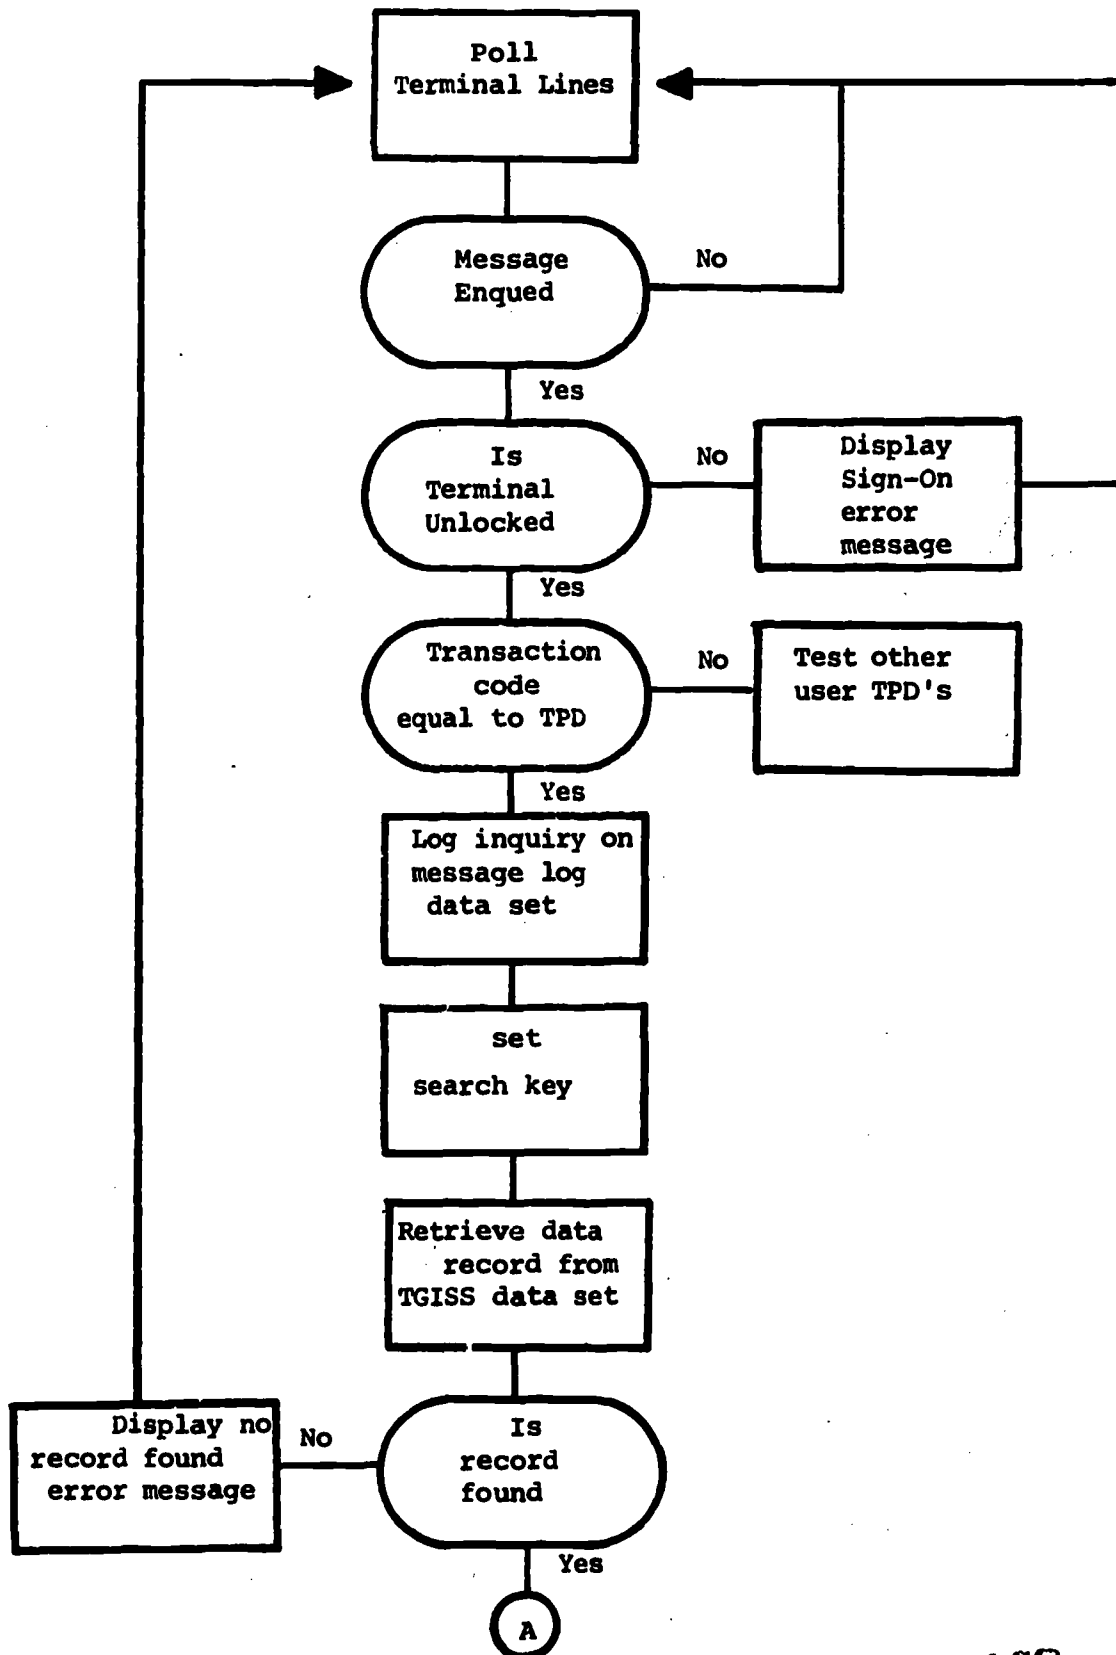 Poll
Terminal Lines
Message
Enqued
No
Yes
Is
Terminal
Unlocked
No
Display
Sign-On
error
message
Yes
Transaction
code
equal to TPD
No
Test other
user TPD's
Yes
Log inquiry on
message log
data set
set
search key
Retrieve data
record from
TGISS data set
Is
record
found
No
Display no
record found
error message
Yes
A